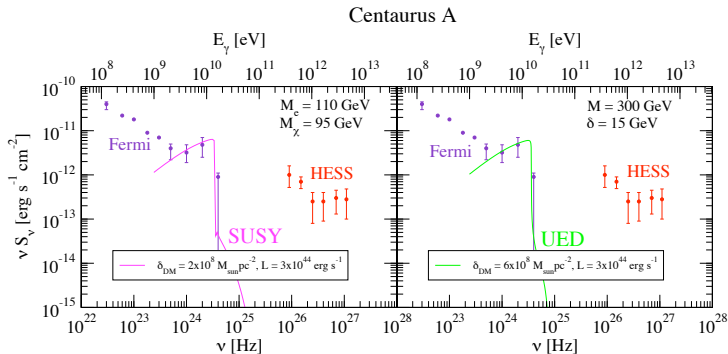 Centaurus A
E_γ [eV]
10^8 10^9 10^10 10^11 10^12 10^13
E_γ [eV]
10^8 10^9 10^10 10^11 10^12 10^13
ν S_ν [erg s^-1 cm^-2]
10^-10
10^-11
10^-12
10^-13
10^-14
10^-15
M_e = 110 GeV
M_χ = 95 GeV
Fermi
HESS
SUSY
δ_DM = 2x10^8 M_sun pc^-2, L = 3x10^44 erg s^-1
10^22 10^23 10^24 10^25 10^26 10^27 10^28
ν [Hz]
M = 300 GeV
δ = 15 GeV
Fermi
HESS
UED
δ_DM = 6x10^8 M_sun pc^-2, L = 3x10^44 erg s^-1
10^23 10^24 10^25 10^26 10^27 10^28
ν [Hz]